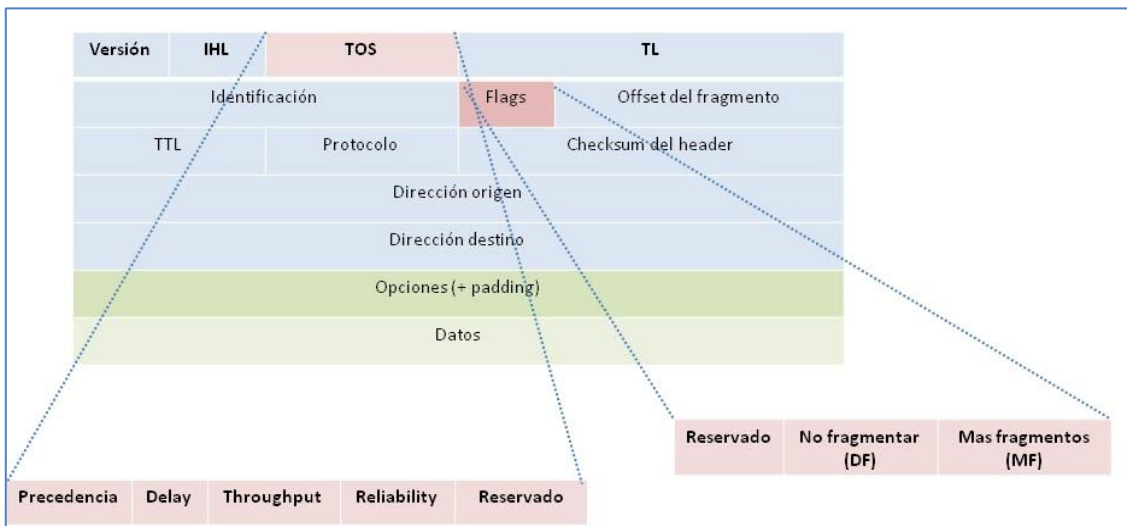 Versión IHL TOS TL
Identificación Flags Offset del fragmento
TTL Protocolo Checksum del header
Dirección origen
Dirección destino
Opciones (+ padding)
Datos
Reservado No fragmentar (DF) Mas fragmentos (MF)
Precedencia Delay Throughput Reliability Reservado